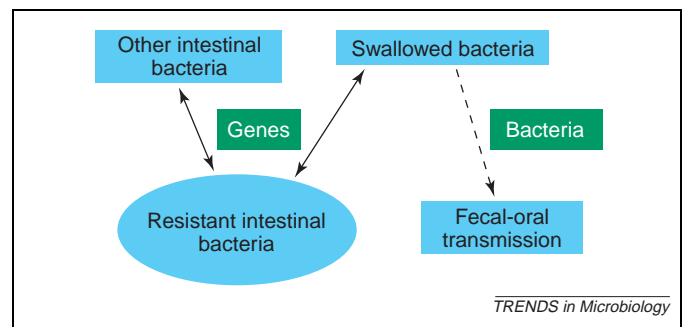 Other intestinal
bacteria
Swallowed bacteria
Genes
Bacteria
Resistant intestinal
bacteria
Fecal-oral
transmission
TRENDS in Microbiology